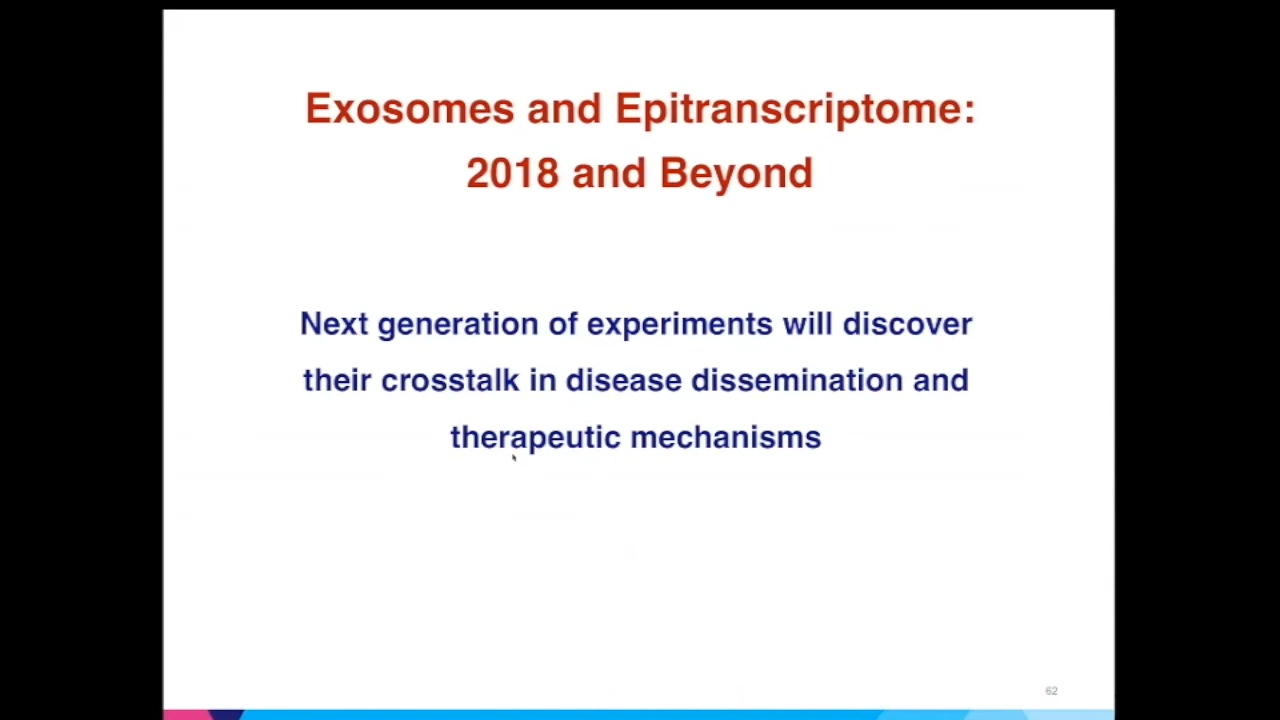 Exosomes and Epitranscriptome:
2018 and Beyond
Next generation of experiments will discover
their crosstalk in disease dissemination and
therapeutic mechanisms
62